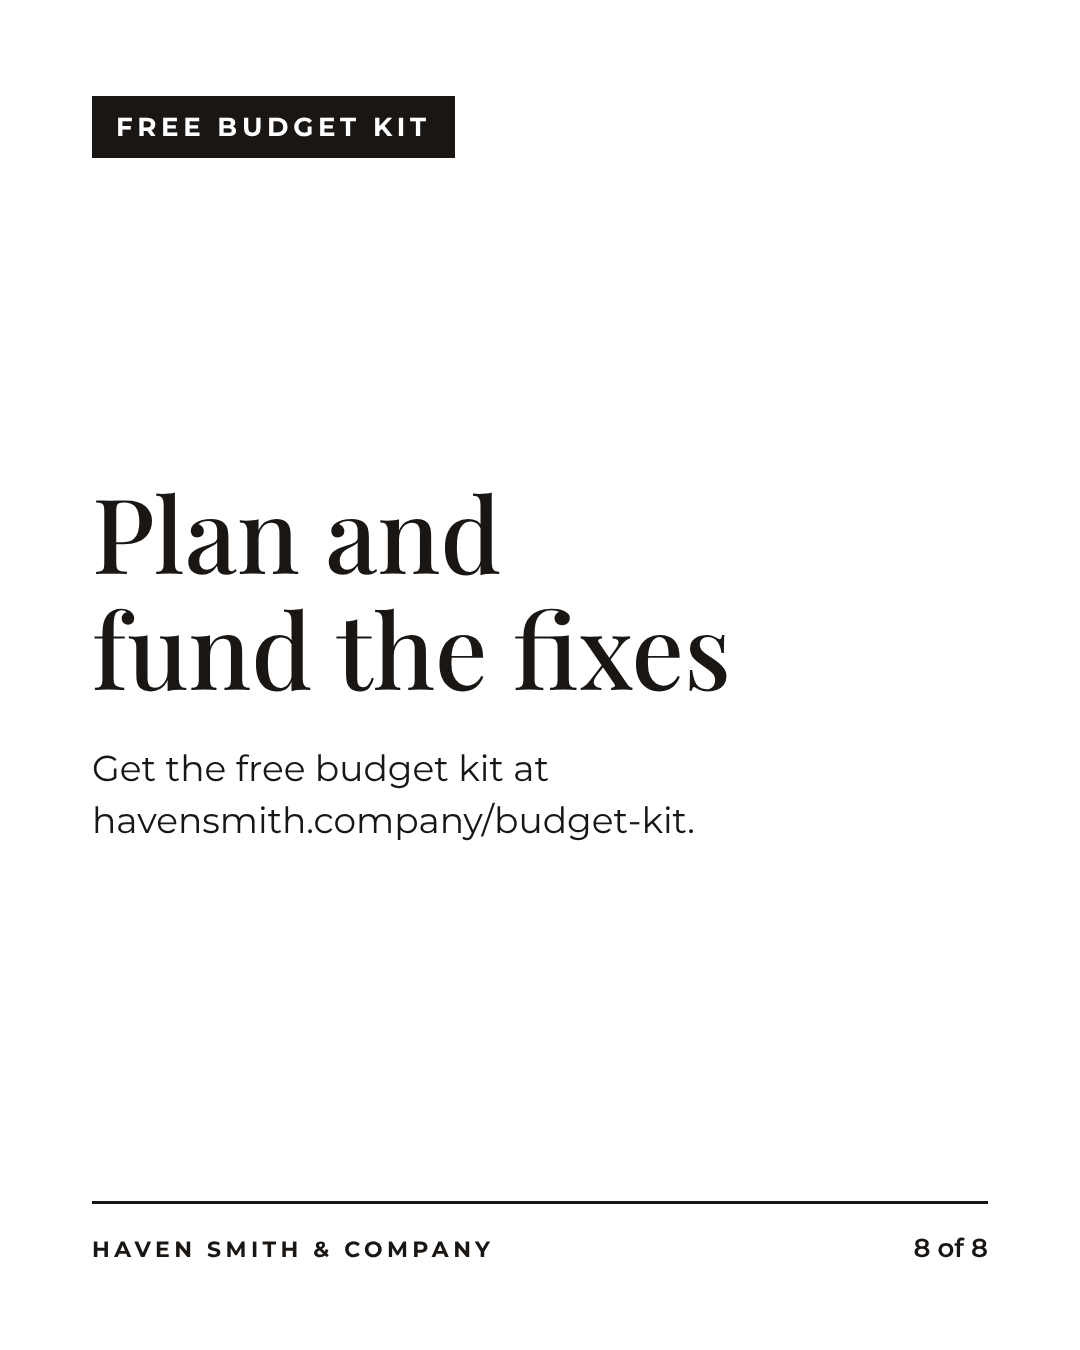 FREE BUDGET KIT
Plan and
fund the fixes
Get the free budget kit at
havensmith.company/budget-kit.
HAVEN SMITH & COMPANY
8 of 8